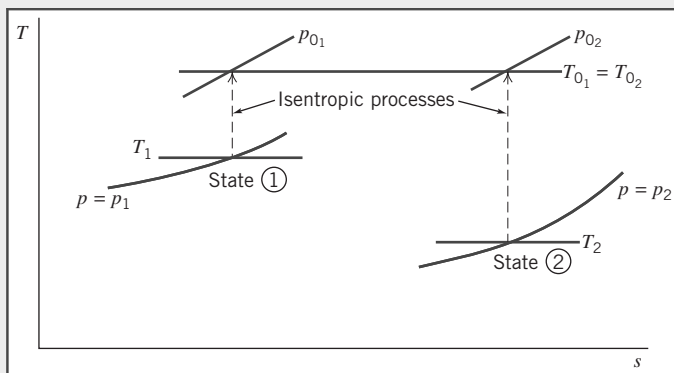 T
p₀₁
p₀₂
T₀₁ = T₀₂
Isentropic processes
T₁
State ①
p = p₁
p = p₂
T₂
State ②
s